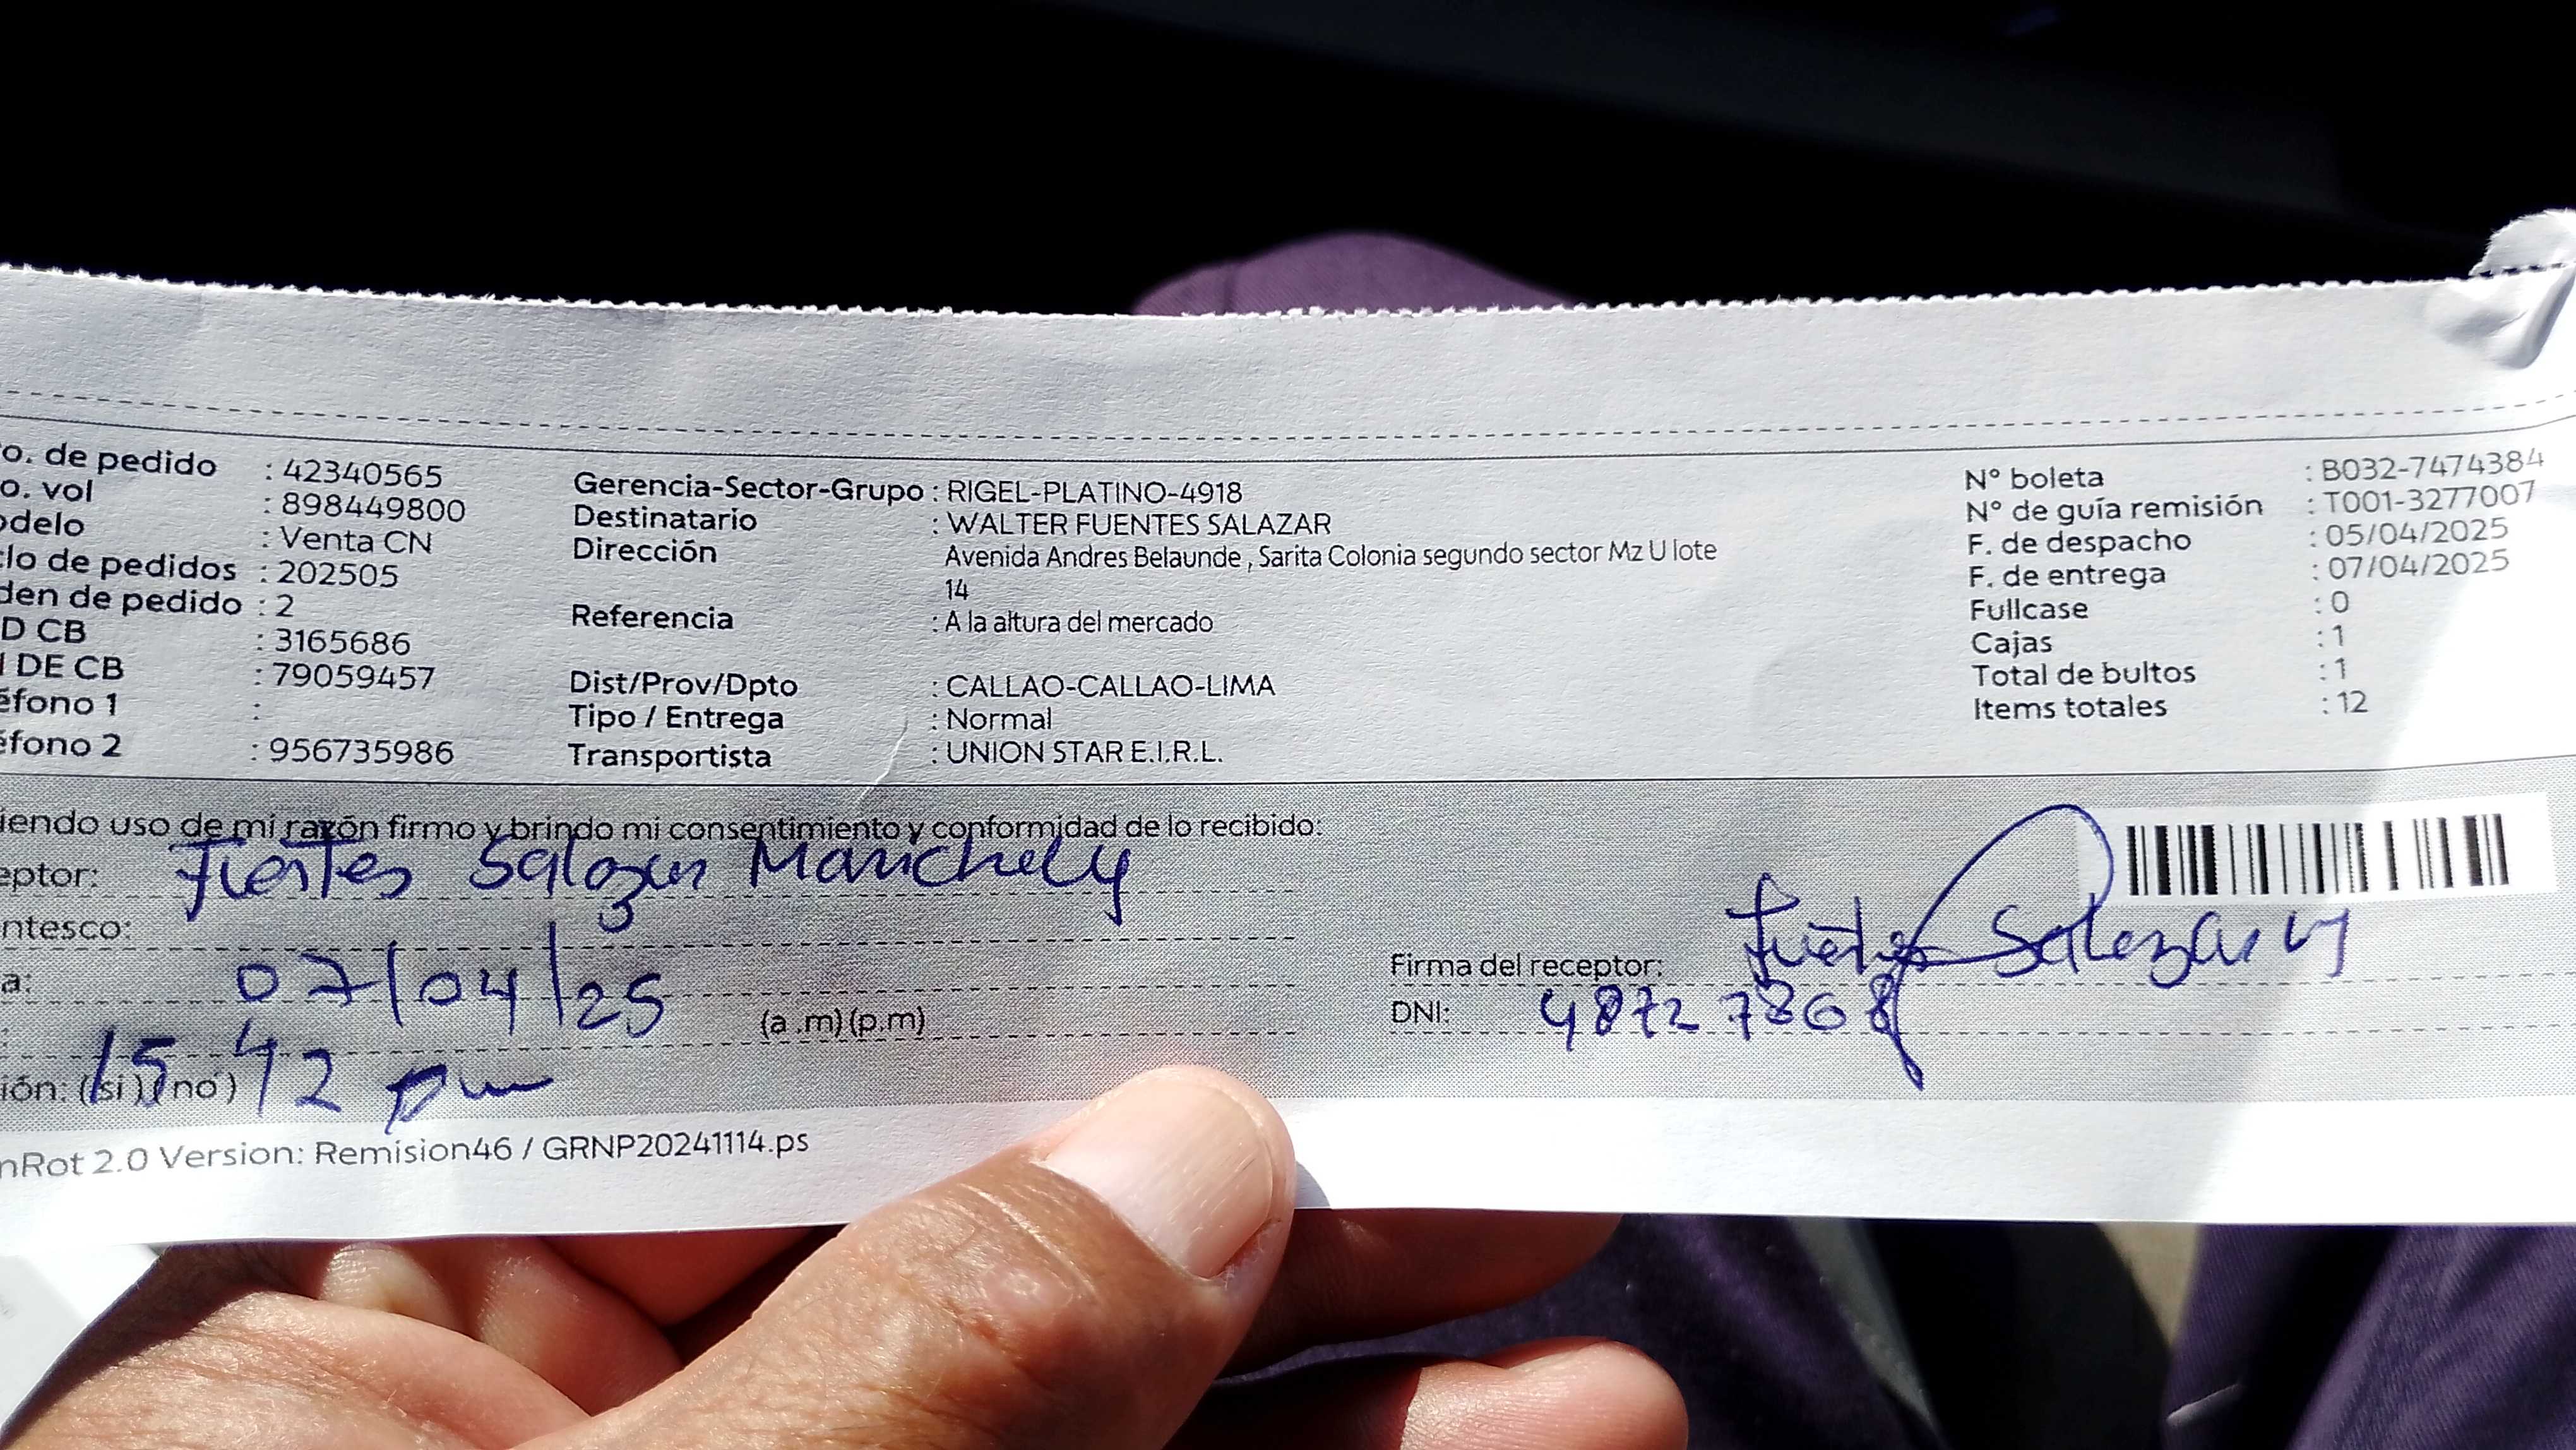 o. de pedido : 42340565
o. vol : 898449800
delo : Venta CN
lo de pedidos : 202505
den de pedido : 2
D CB : 3165686
I DE CB : 79059457
éfono 1 :
éfono 2 : 956735986
Gerencia-Sector-Grupo : RIGEL-PLATINO-4918
Destinatario : WALTER FUENTES SALAZAR
Dirección Avenida Andres Belaunde , Sarita Colonia segundo sector Mz U lote
14
Referencia : A la altura del mercado
Dist/Prov/Dpto : CALLAO-CALLAO-LIMA
Tipo / Entrega : Normal
Transportista : UNION STAR E.I.R.L.
N° boleta : B032-7474384
N° de guía remisión : T001-3277007
F. de despacho : 05/04/2025
F. de entrega : 07/04/2025
Fullcase : 0
Cajas : 1
Total de bultos : 1
Items totales : 12
iendo uso de mi razón firmo y brindo mi consentimiento y conformidad de lo recibido:
eptor: Fuentes Salazar Marichely
ntesco:
a: 07/04/25
: (a .m) (p.m)
15 42 pm
ión: (si) (no)
Firma del receptor: Fuentes Salazar M
DNI: 48727868
nRot 2.0 Version: Remision46 / GRNP20241114.ps